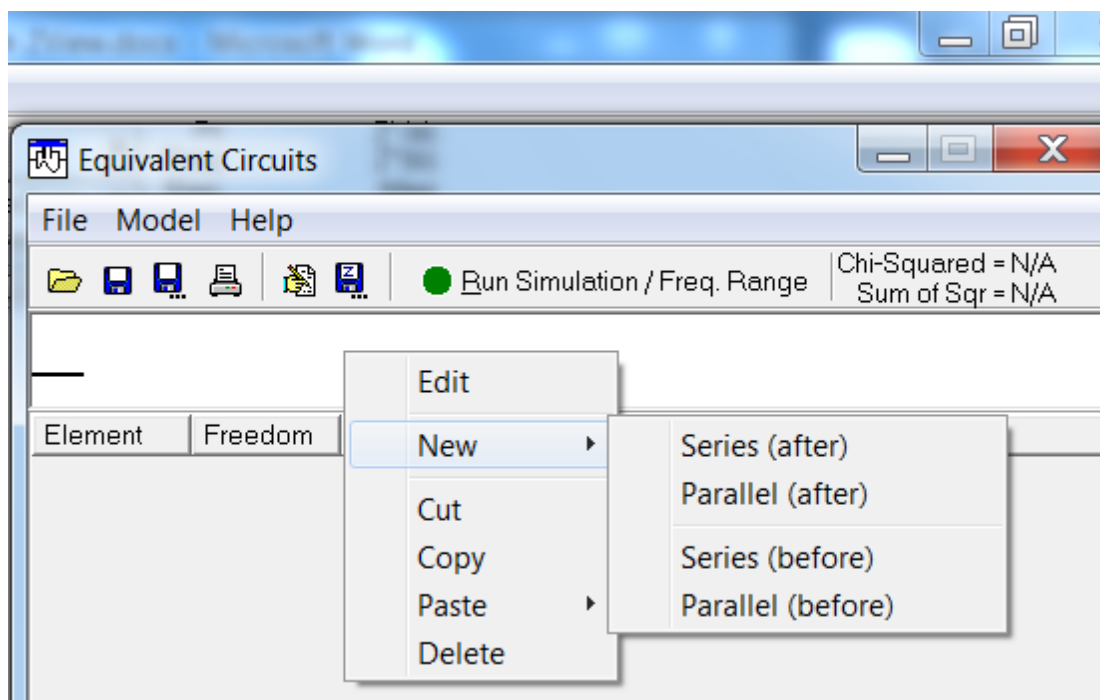 Equivalent Circuits
File Model Help
Run Simulation / Freq. Range
Chi-Squared = N/A
Sum of Sqr = N/A
Element Freedom
Edit
New
Cut
Copy
Paste
Delete
Series (after)
Parallel (after)
Series (before)
Parallel (before)